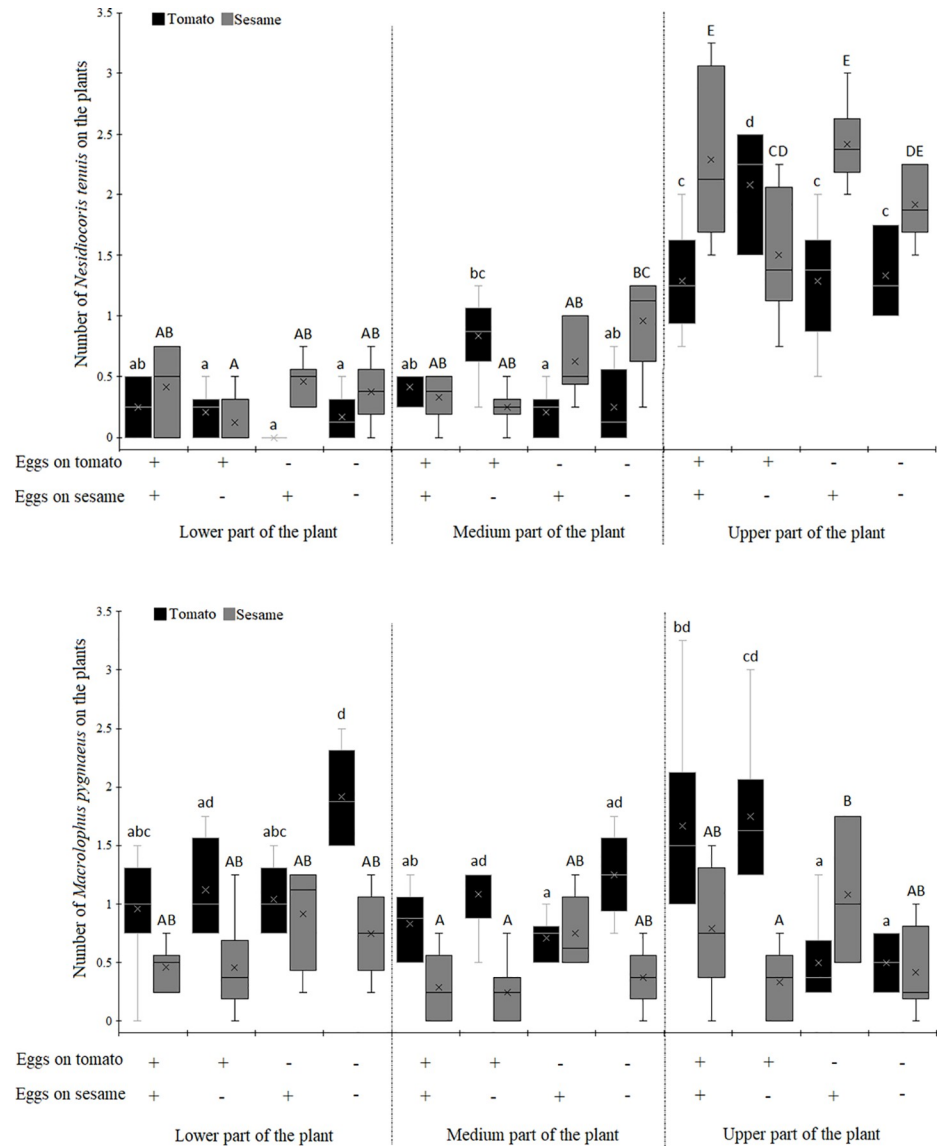 3.5
Tomato Sesame
E
E
3
d
2.5
DE
CD
c
c
2
c
BC
bc
1.5
AB
AB
AB
AB
AB
ab
1
AB
ab
a
A
a
ab
a
0.5
a
0
Number of Nesidiocoris tenuis on the plants
Eggs on tomato + + - - + + - - + + - -
Eggs on sesame + - + - + - + - + - + -
Lower part of the plant Medium part of the plant Upper part of the plant
3.5
Tomato Sesame
bd
cd
3
d
2.5
ad
ad
B
2
abc
abc
AB
1.5
ab
ad
AB
a
AB
AB
AB
a
AB
1
AB
A
A
AB
A
a
0.5
0
Number of Macrolophus pygmaeus on the plants
Eggs on tomato + + - - + + - - + + - -
Eggs on sesame + - + - + - + - + - + -
Lower part of the plant Medium part of the plant Upper part of the plant